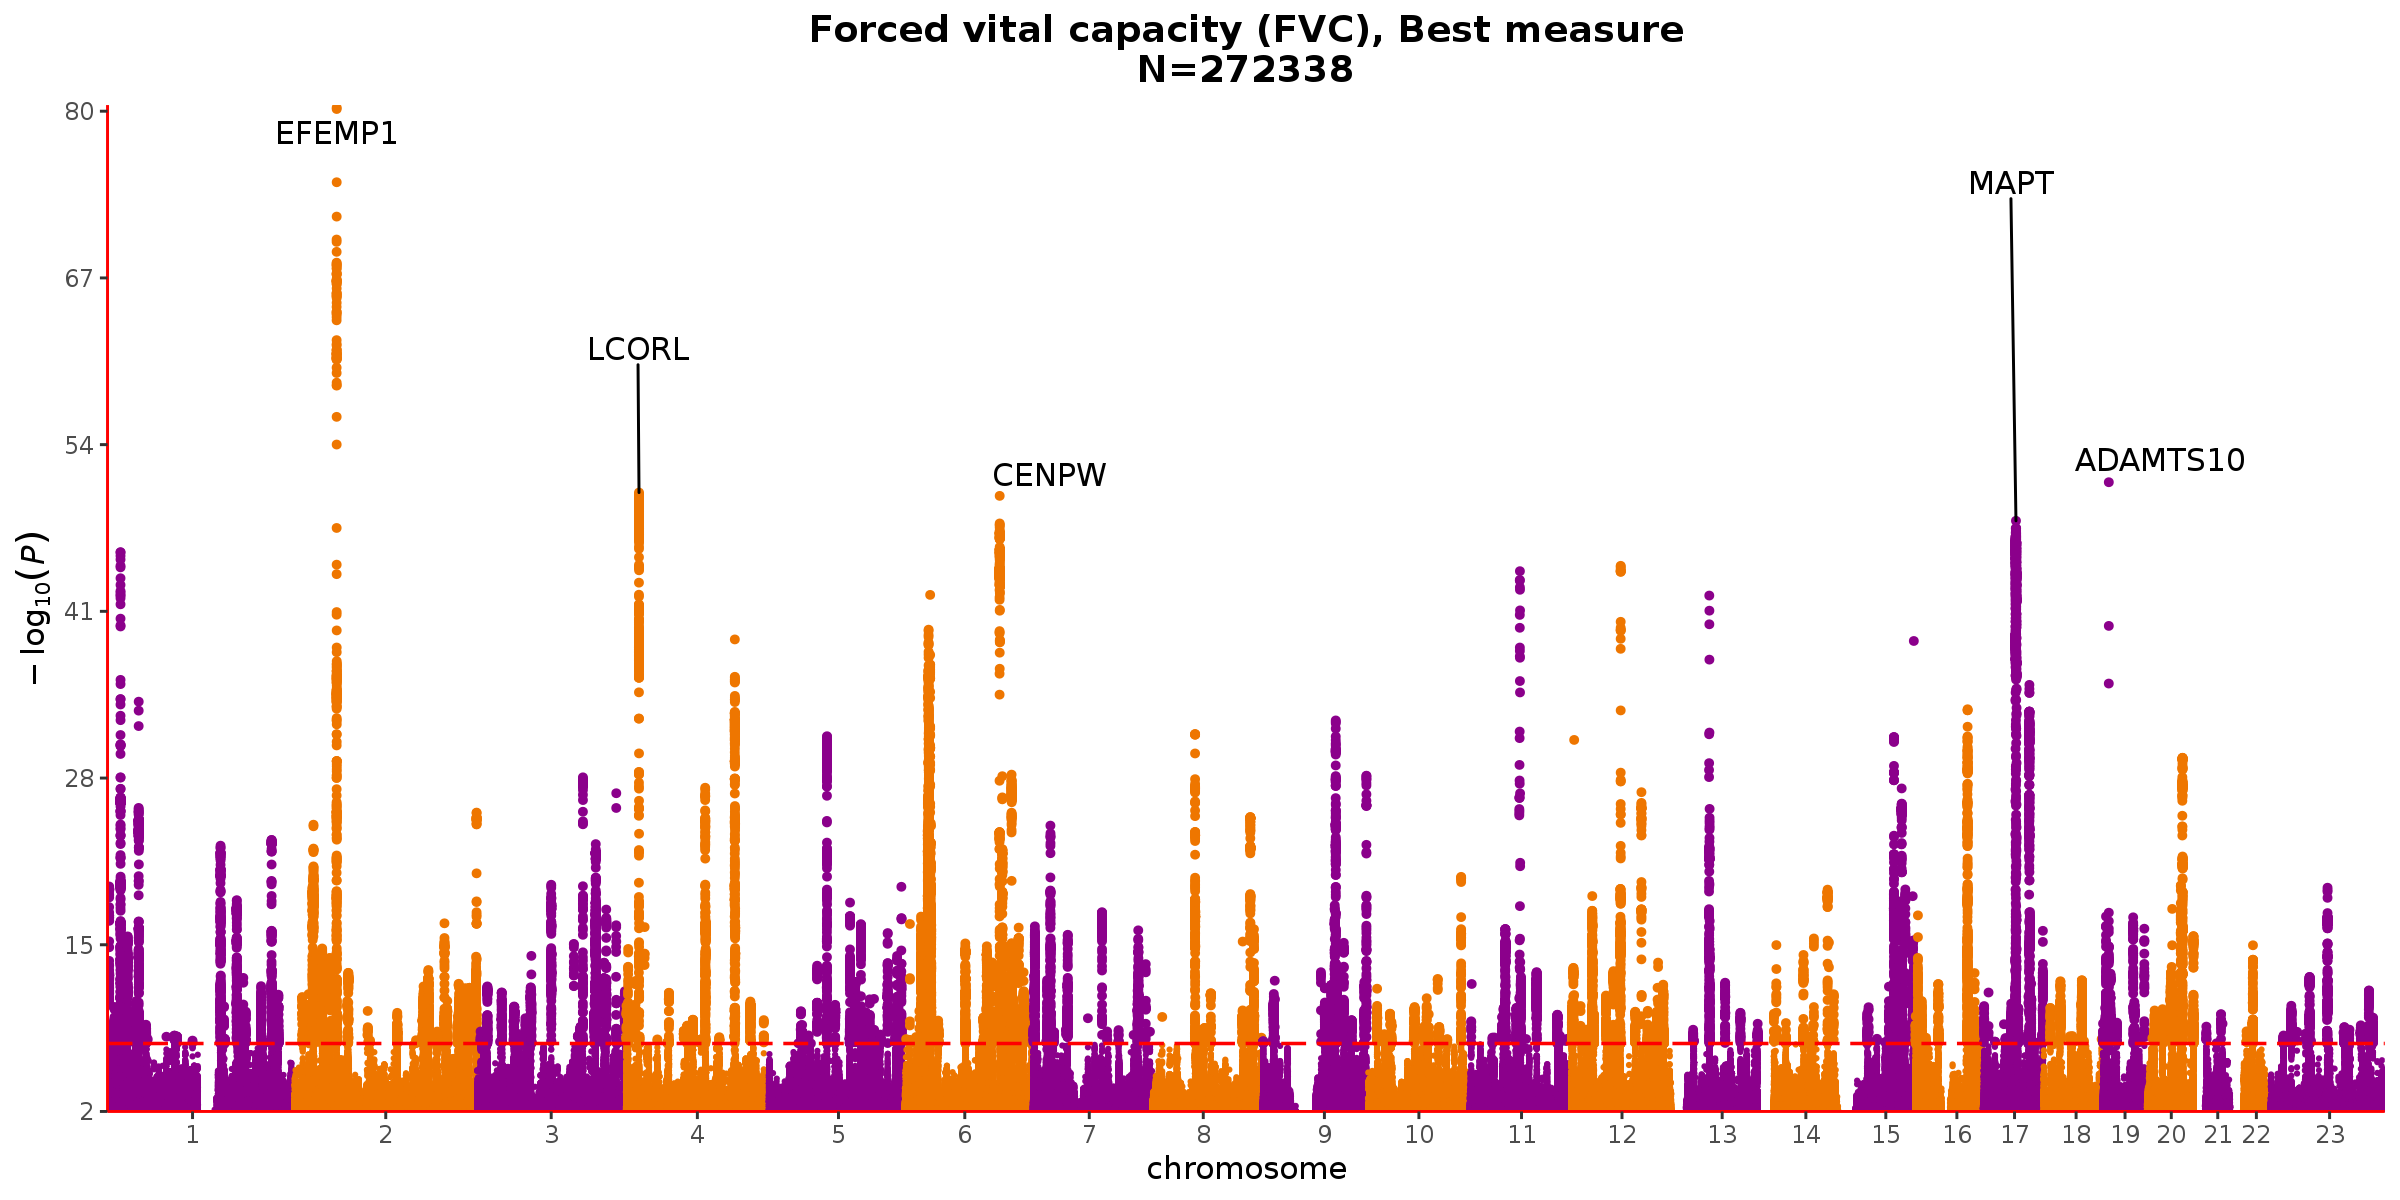 Forced vital capacity (FVC), Best measure
N=272338
80
67
54
41
28
15
2
−log10(P)
EFEMP1
MAPT
LCORL
ADAMTS10
CENPW
1 2 3 4 5 6 7 8 9 10 11 12 13 14 15 16 17 18 19 20 21 22 23
chromosome